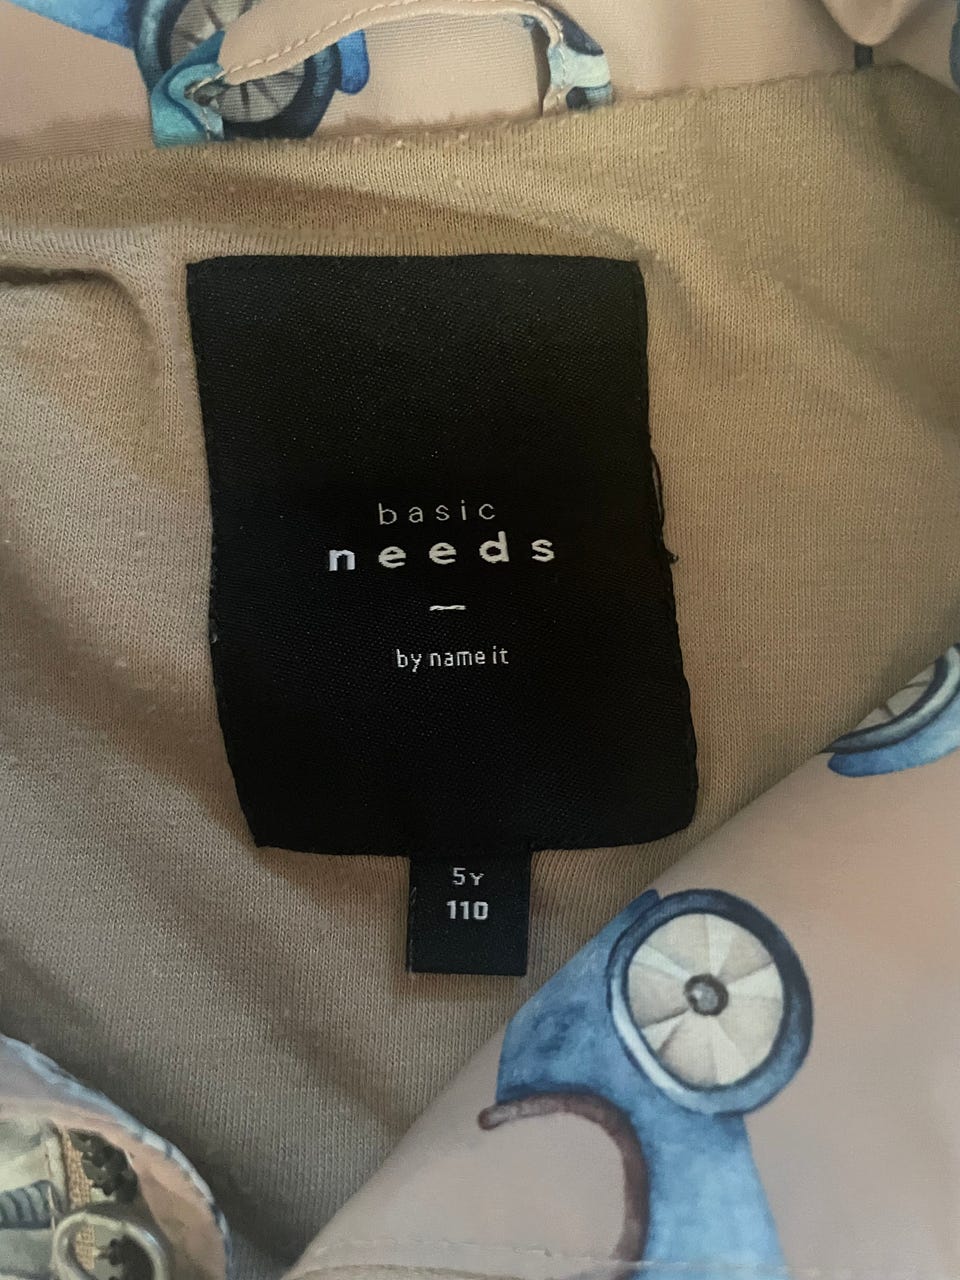 basic
needs
by name it
5Y
110